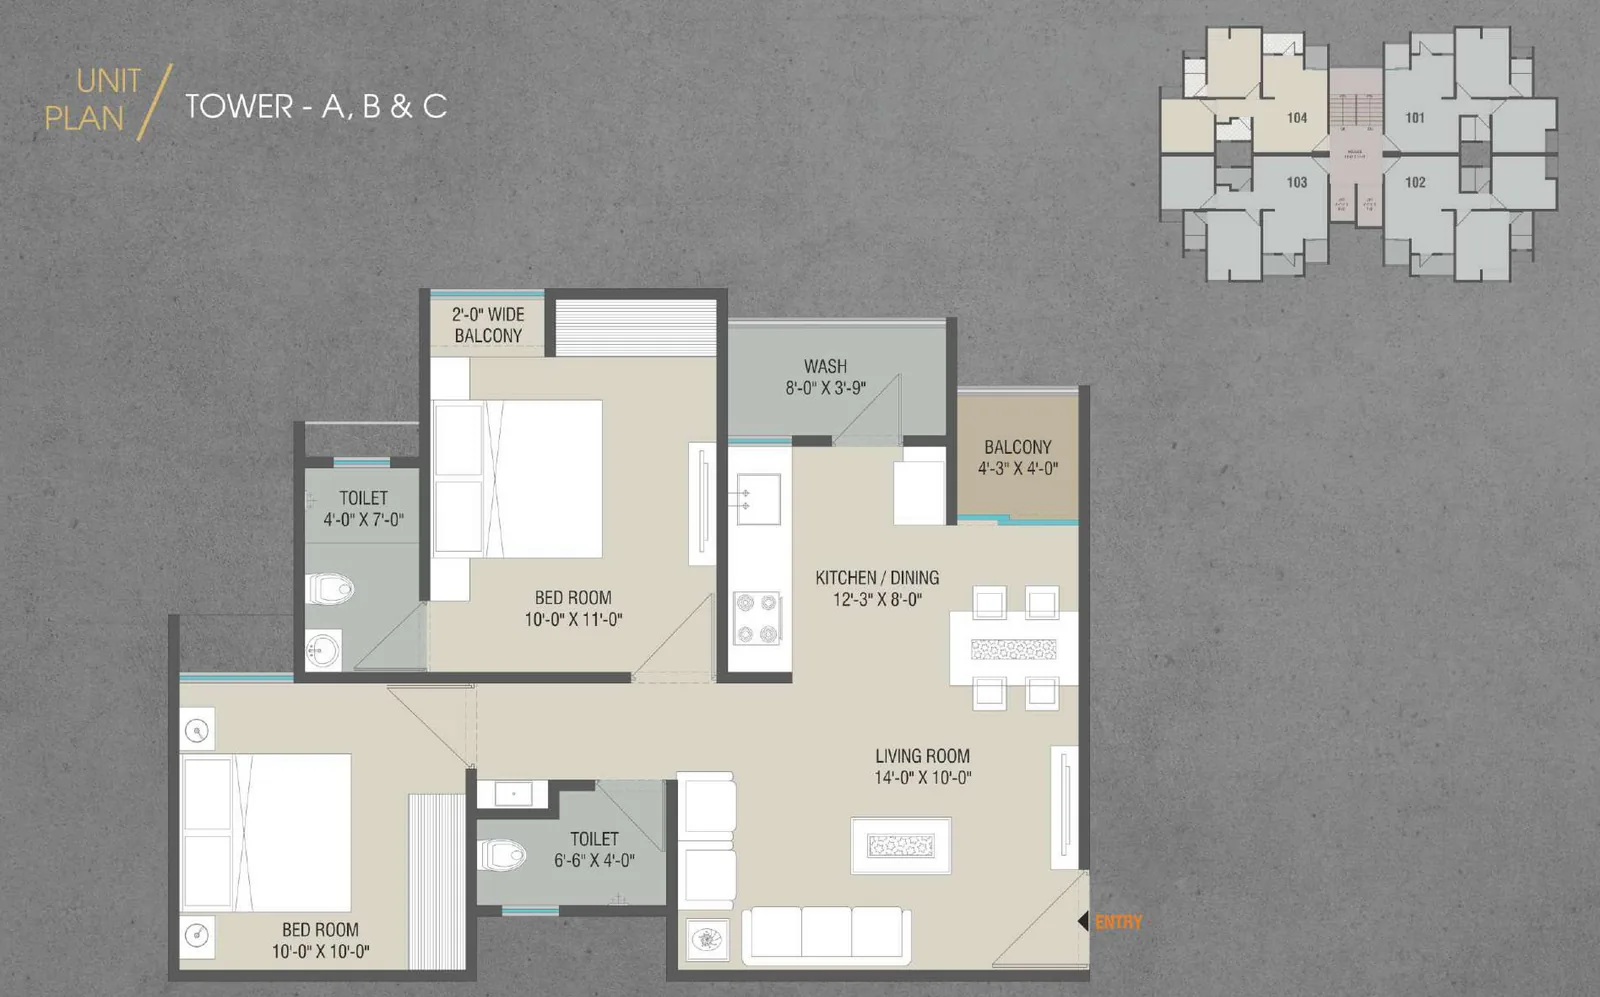 UNIT
PLAN
TOWER - A, B & C
104
101
103
102
2'-0" WIDE
BALCONY
WASH
8'-0" X 3'-9"
BALCONY
4'-3" X 4'-0"
TOILET
4'-0" X 7'-0"
BED ROOM
10'-0" X 11'-0"
KITCHEN / DINING
12'-3" X 8'-0"
LIVING ROOM
14'-0" X 10'-0"
TOILET
6'-6" X 4'-0"
BED ROOM
10'-0" X 10'-0"
ENTRY